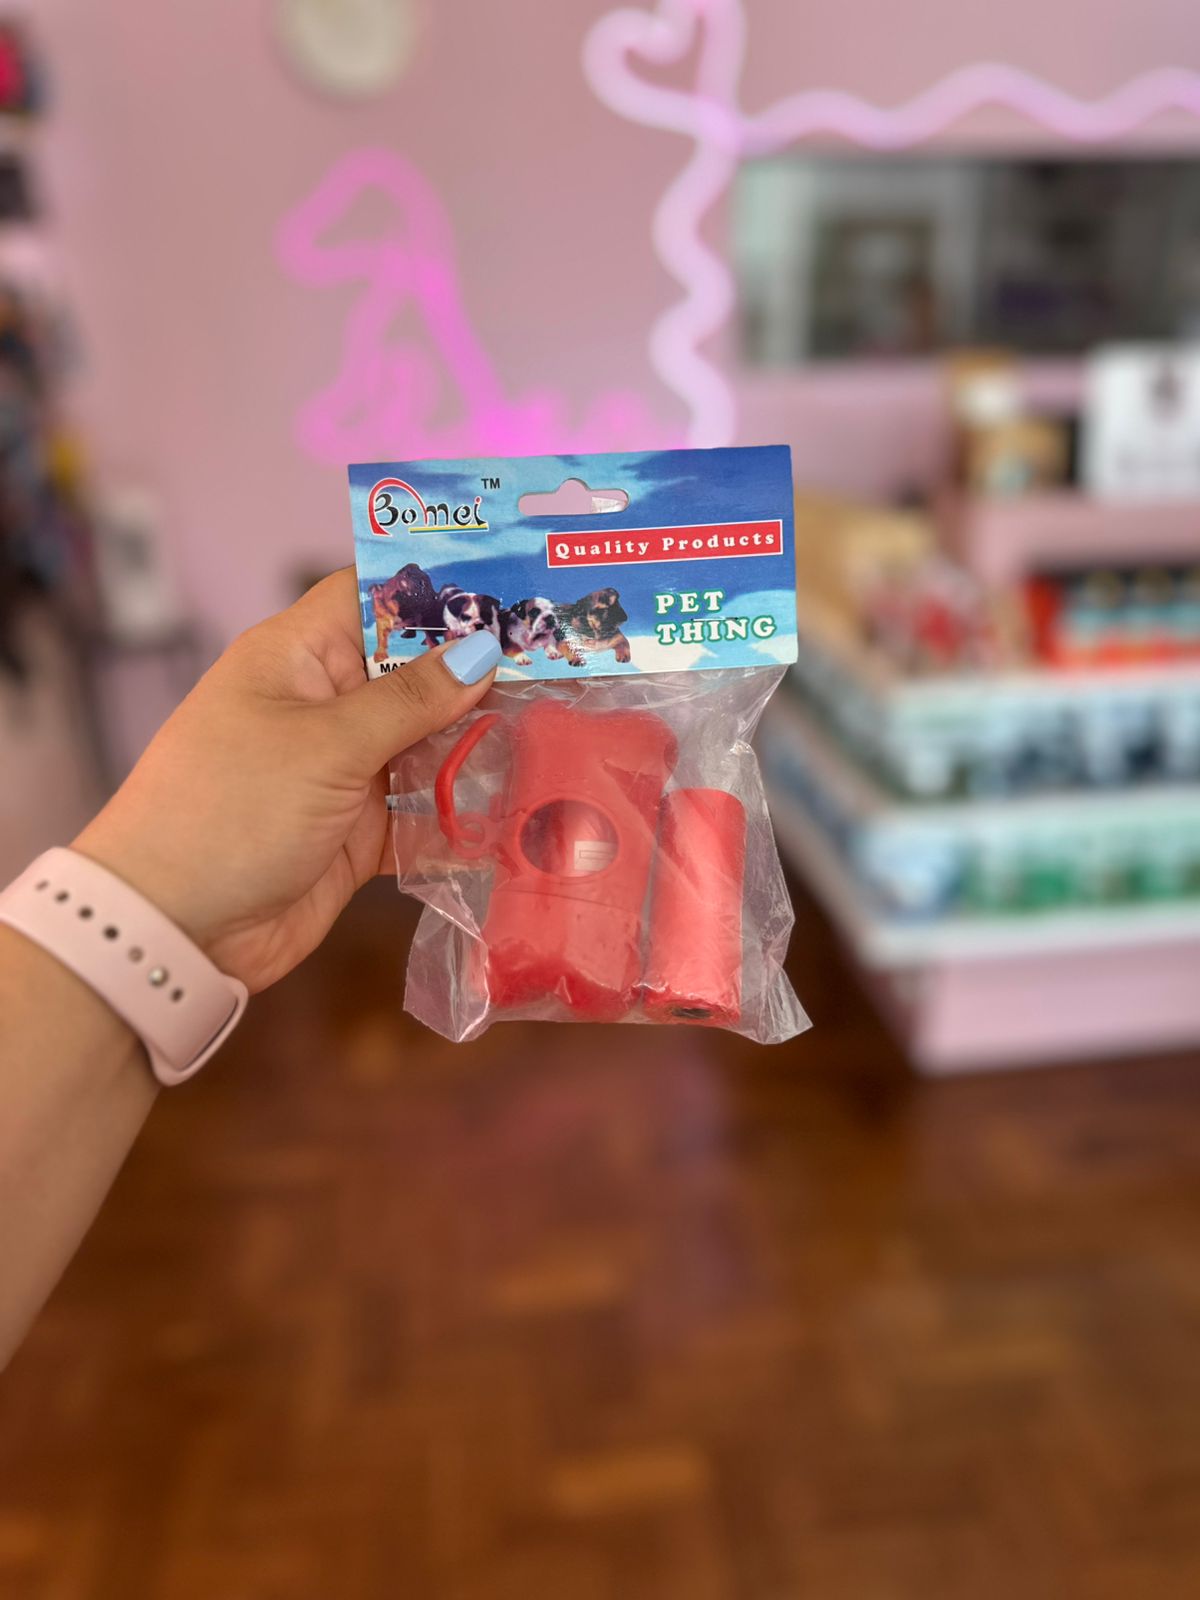 Bomei TM
Quality Products
PET
THING